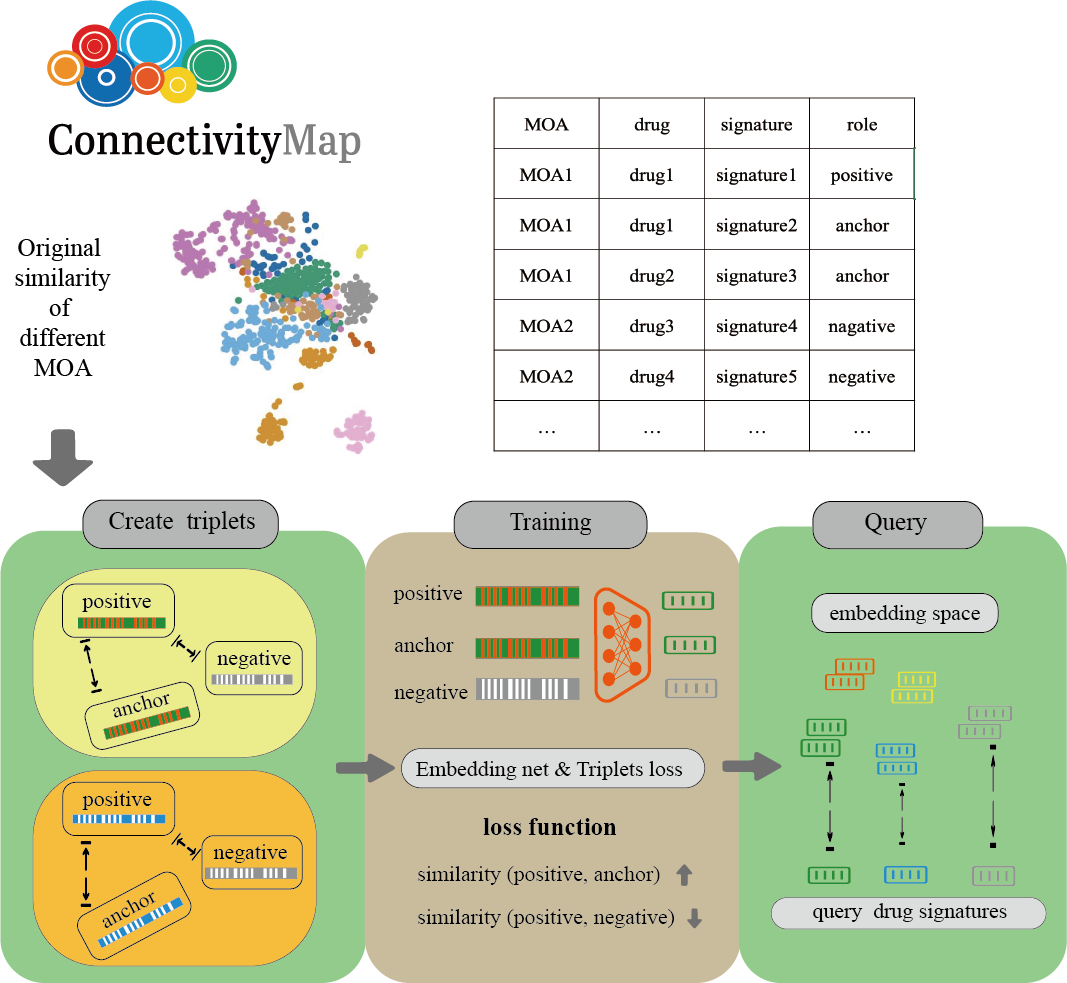 ConnectivityMap
Original
similarity
of
different
MOA
MOA drug signature role
MOA1 drug1 signature1 positive
MOA1 drug1 signature2 anchor
MOA1 drug2 signature3 anchor
MOA2 drug3 signature4 nagative
MOA2 drug4 signature5 negative
… … … …
Create triplets
positive
negative
anchor
positive
negative
anchor
Training
positive
anchor
negative
Embedding net & Triplets loss
loss function
similarity (positive, anchor)
similarity (positive, negative)
Query
embedding space
query drug signatures